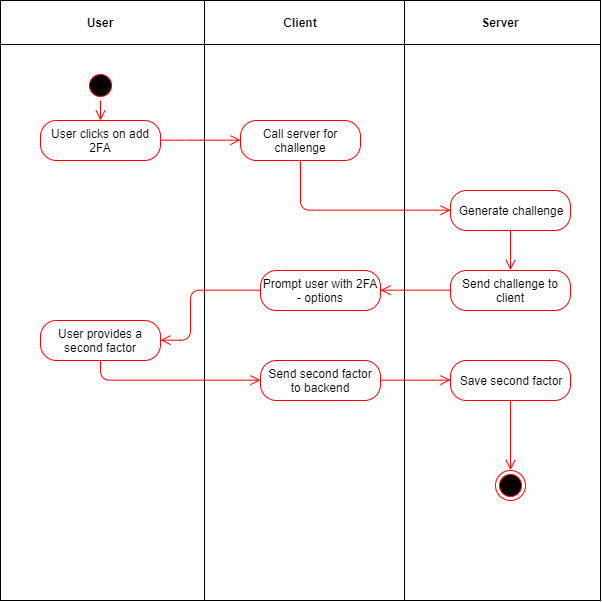 User
Client
Server
User clicks on add
2FA
Call server for
challenge
Generate challenge
Send challenge to
client
Prompt user with 2FA
- options
User provides a
second factor
Send second factor
to backend
Save second factor